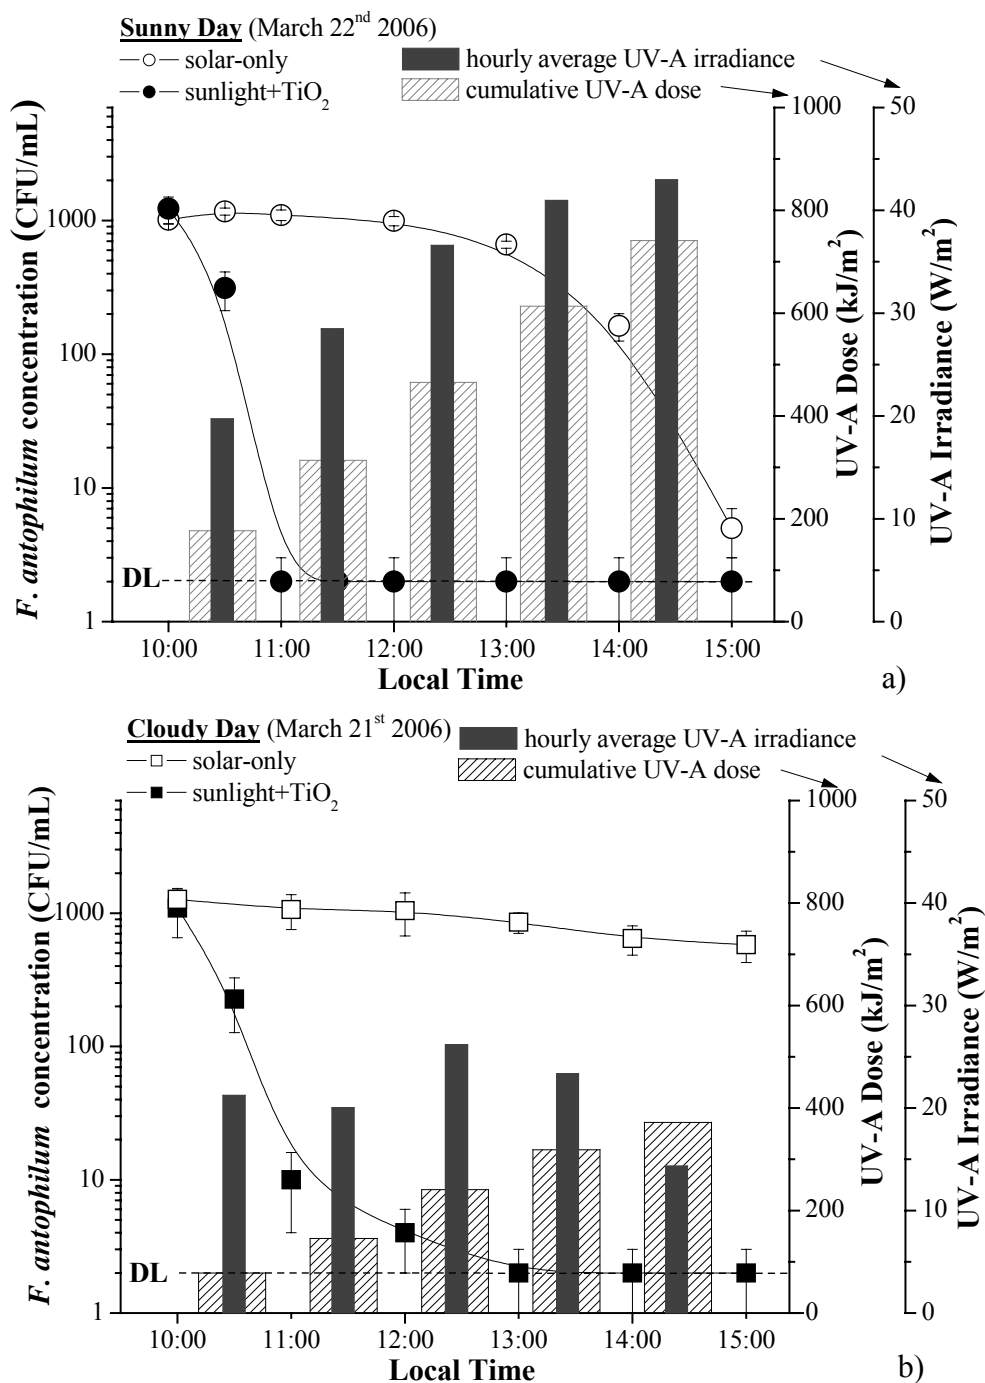 Sunny Day (March 22nd 2006)
solar-only
sunlight+TiO2
hourly average UV-A irradiance
cumulative UV-A dose
F. antophilum concentration (CFU/mL)
1000
100
10
1
DL
10:00 11:00 12:00 13:00 14:00 15:00
Local Time
1000
800
600
400
200
0
UV-A Dose (kJ/m2)
50
40
30
20
10
0
UV-A Irradiance (W/m2)
a)
Cloudy Day (March 21st 2006)
solar-only
sunlight+TiO2
hourly average UV-A irradiance
cumulative UV-A dose
F. antophilum concentration (CFU/mL)
1000
100
10
1
DL
10:00 11:00 12:00 13:00 14:00 15:00
Local Time
1000
800
600
400
200
0
UV-A Dose (kJ/m2)
50
40
30
20
10
0
UV-A Irradiance (W/m2)
b)